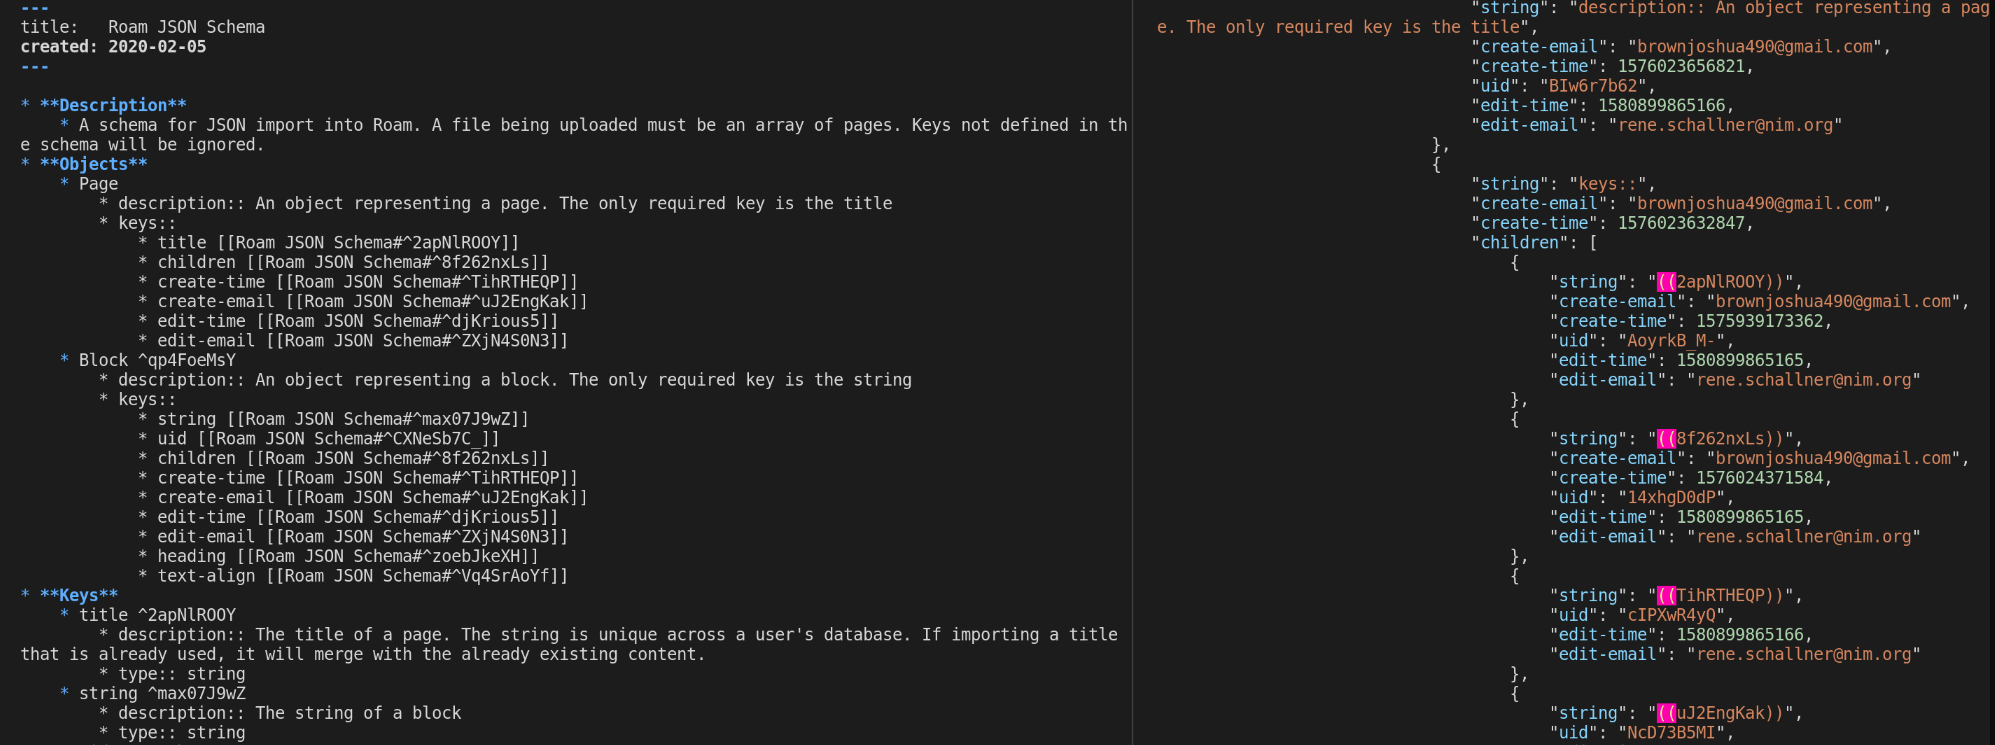 ---
title:   Roam JSON Schema
created: 2020-02-05
---
* **Description**
    * A schema for JSON import into Roam. A file being uploaded must be an array of pages. Keys not defined in th
e schema will be ignored.
* **Objects**
    * Page
        * description:: An object representing a page. The only required key is the title
        * keys::
            * title [[Roam JSON Schema#^2apNlROOY]]
            * children [[Roam JSON Schema#^8f262nxLs]]
            * create-time [[Roam JSON Schema#^TihRTHEQP]]
            * create-email [[Roam JSON Schema#^uJ2EngKak]]
            * edit-time [[Roam JSON Schema#^djKrious5]]
            * edit-email [[Roam JSON Schema#^ZXjN4S0N3]]
    * Block ^qp4FoeMsY
        * description:: An object representing a block. The only required key is the string
        * keys::
            * string [[Roam JSON Schema#^max07J9wZ]]
            * uid [[Roam JSON Schema#^CXNeSb7C_]]
            * children [[Roam JSON Schema#^8f262nxLs]]
            * create-time [[Roam JSON Schema#^TihRTHEQP]]
            * create-email [[Roam JSON Schema#^uJ2EngKak]]
            * edit-time [[Roam JSON Schema#^djKrious5]]
            * edit-email [[Roam JSON Schema#^ZXjN4S0N3]]
            * heading [[Roam JSON Schema#^zoebJkeXH]]
            * text-align [[Roam JSON Schema#^Vq4SrAoYf]]
* **Keys**
    * title ^2apNlROOY
        * description:: The title of a page. The string is unique across a user's database. If importing a title
that is already used, it will merge with the already existing content.
        * type:: string
    * string ^max07J9wZ
        * description:: The string of a block
        * type:: string
"string": "description:: An object representing a pag
e. The only required key is the title",
"create-email": "brownjoshua490@gmail.com",
"create-time": 1576023656821,
"uid": "BIw6r7b62",
"edit-time": 1580899865166,
"edit-email": "rene.schallner@nim.org"
},
{
"string": "keys::",
"create-email": "brownjoshua490@gmail.com",
"create-time": 1576023632847,
"children": [
{
"string": "((2apNlROOY))",
"create-email": "brownjoshua490@gmail.com",
"create-time": 1575939173362,
"uid": "AoyrkB_M-",
"edit-time": 1580899865165,
"edit-email": "rene.schallner@nim.org"
},
{
"string": "((8f262nxLs))",
"create-email": "brownjoshua490@gmail.com",
"create-time": 1576024371584,
"uid": "14xhgD0dP",
"edit-time": 1580899865165,
"edit-email": "rene.schallner@nim.org"
},
{
"string": "((TihRTHEQP))",
"uid": "cIPXwR4yQ",
"edit-time": 1580899865166,
"edit-email": "rene.schallner@nim.org"
},
{
"string": "((uJ2EngKak))",
"uid": "NcD73B5MI",